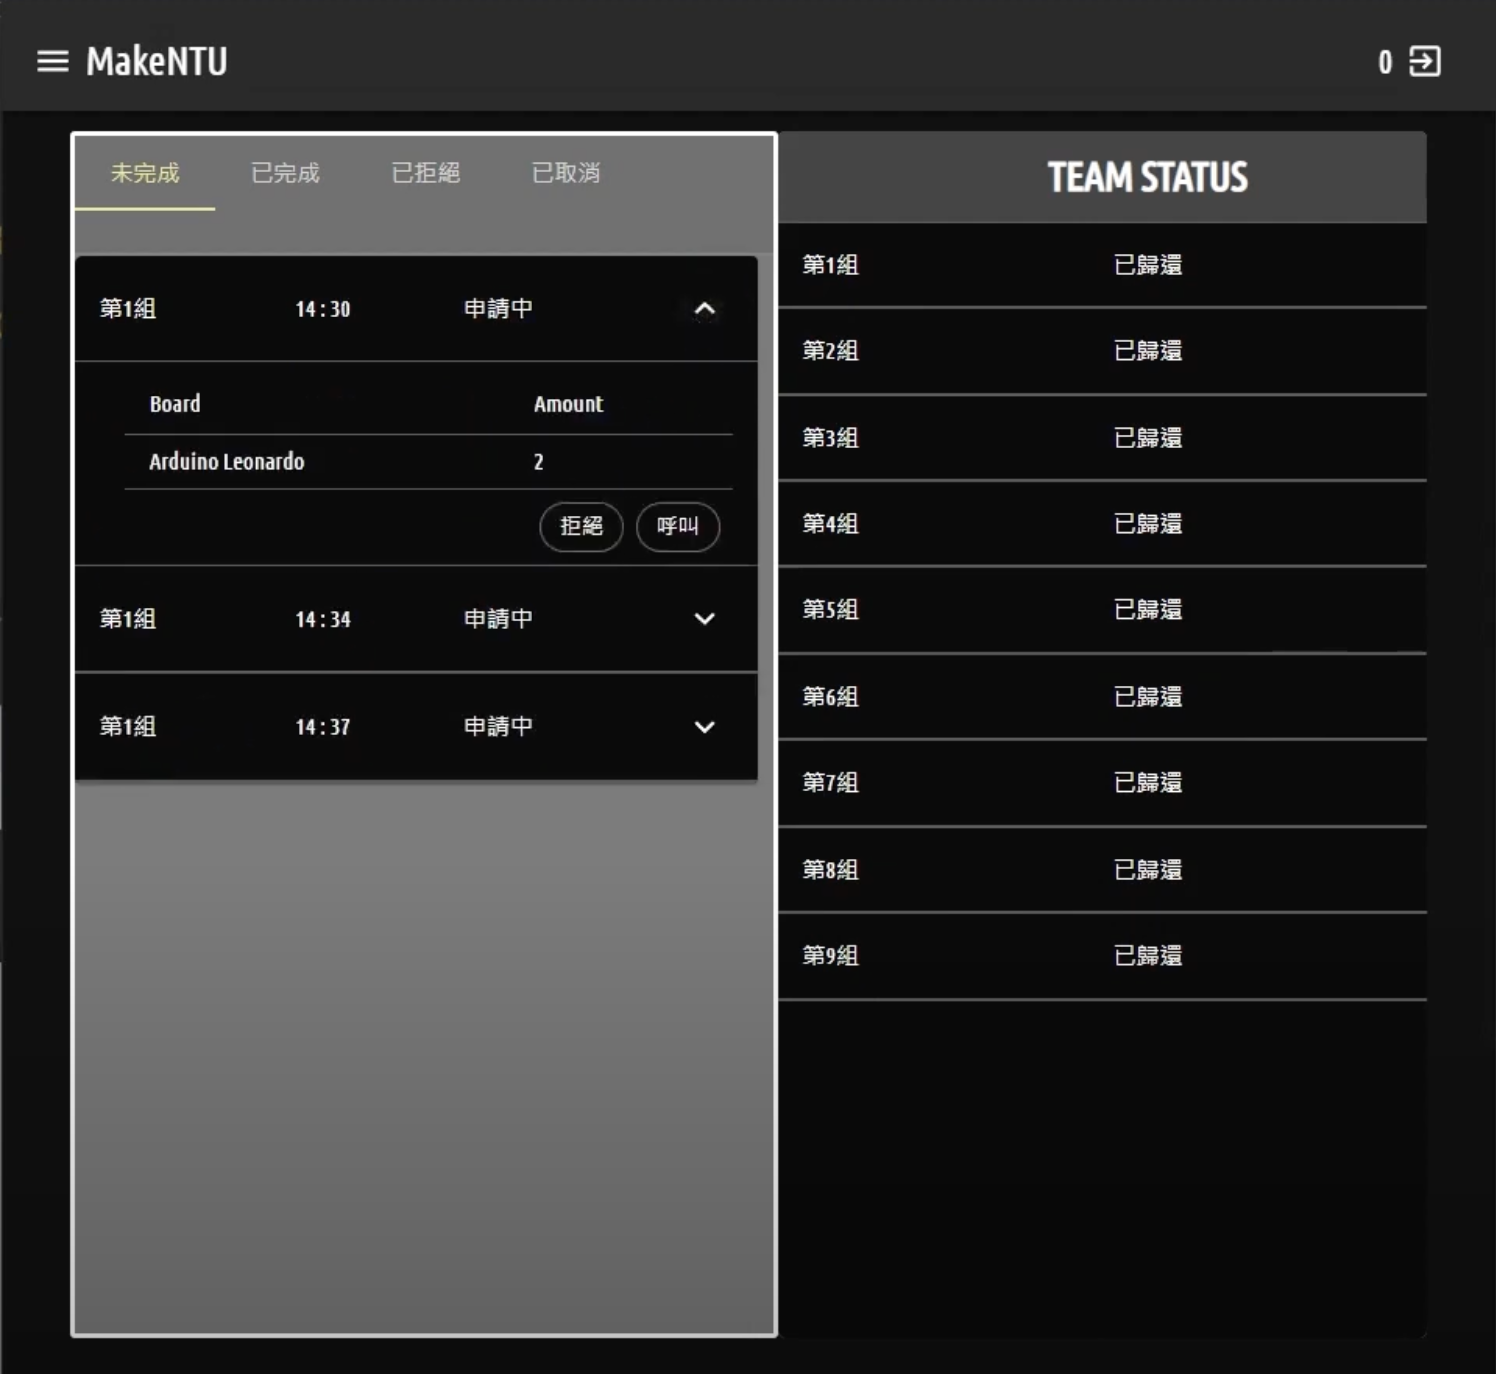 MakeNTU
0
未完成 已完成 已拒絕 已取消
第1組 14:30 申請中
Board Amount
Arduino Leonardo 2
拒絕 呼叫
第1組 14:34 申請中
第1組 14:37 申請中
TEAM STATUS
第1組 已歸還
第2組 已歸還
第3組 已歸還
第4組 已歸還
第5組 已歸還
第6組 已歸還
第7組 已歸還
第8組 已歸還
第9組 已歸還